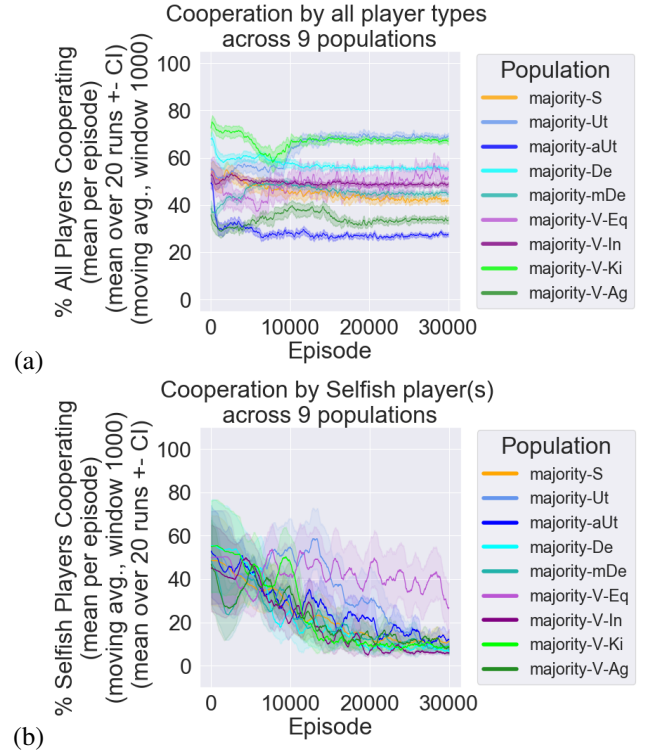 Cooperation by all player types
across 9 populations
% All Players Cooperating
(mean per episode)
(mean over 20 runs +- CI)
(moving avg., window 1000)
100
80
60
40
20
0
0 10000 20000 30000
Episode
Population
majority-S
majority-Ut
majority-aUt
majority-De
majority-mDe
majority-V-Eq
majority-V-In
majority-V-Ki
majority-V-Ag
(a)
Cooperation by Selfish player(s)
across 9 populations
% Selfish Players Cooperating
(mean per episode)
(moving avg., window 1000)
(mean over 20 runs +- CI)
100
80
60
40
20
0
0 10000 20000 30000
Episode
Population
majority-S
majority-Ut
majority-aUt
majority-De
majority-mDe
majority-V-Eq
majority-V-In
majority-V-Ki
majority-V-Ag
(b)